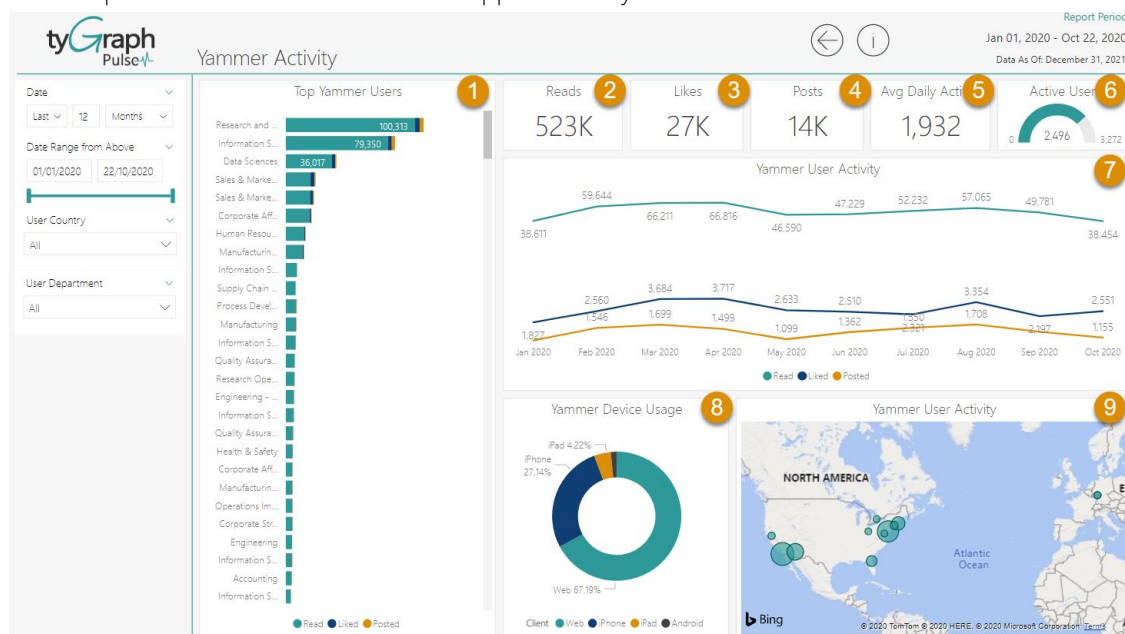 tyGraph
Pulse
Yammer Activity
Report Period
Jan 01, 2020 - Oct 22, 2020
Data As Of: December 31, 2021
Date
Last 12 Months
Date Range from Above
01/01/2020 22/10/2020
User Country
All
User Department
All
Top Yammer Users
1
Research and ...
100,313
Information S...
79,350
Data Sciences
36,017
Sales & Marke...
Sales & Marke...
Corporate Aff...
Human Resou...
Manufacturin...
Information S...
Supply Chain ...
Process Devel...
Manufacturing
Information S...
Quality Assura...
Research Ope...
Engineering - ...
Information S...
Quality Assura...
Health & Safety
Corporate Aff...
Manufacturin...
Operations Im...
Corporate Str...
Engineering
Information S...
Accounting
Information S...
Read Liked Posted
Reads 2
523K
Likes 3
27K
Posts 4
14K
Avg Daily Acti 5
1,932
Active User 6
0 2,496 3,272
Yammer User Activity
7
38.611 59.644 66,211 66.816 46.590 47.229 52,232 57.065 49,781 38,454
2,560 3,684 3,717 2,633 2,510 3,354 2,551
1,827 1,546 1,699 1,499 1,099 1,362 1,550 2,321 1,708 2,197 1,155
Jan 2020 Feb 2020 Mar 2020 Apr 2020 May 2020 Jun 2020 Jul 2020 Aug 2020 Sep 2020 Oct 2020
Read Liked Posted
Yammer Device Usage 8
iPad 4.22%
iPhone
27.14%
Web 67.19%
Client Web iPhone iPad Android
Yammer User Activity 9
NORTH AMERICA
E
Atlantic
Ocean
Bing
© 2020 TomTom © 2020 HERE, © 2020 Microsoft Corporation Terms